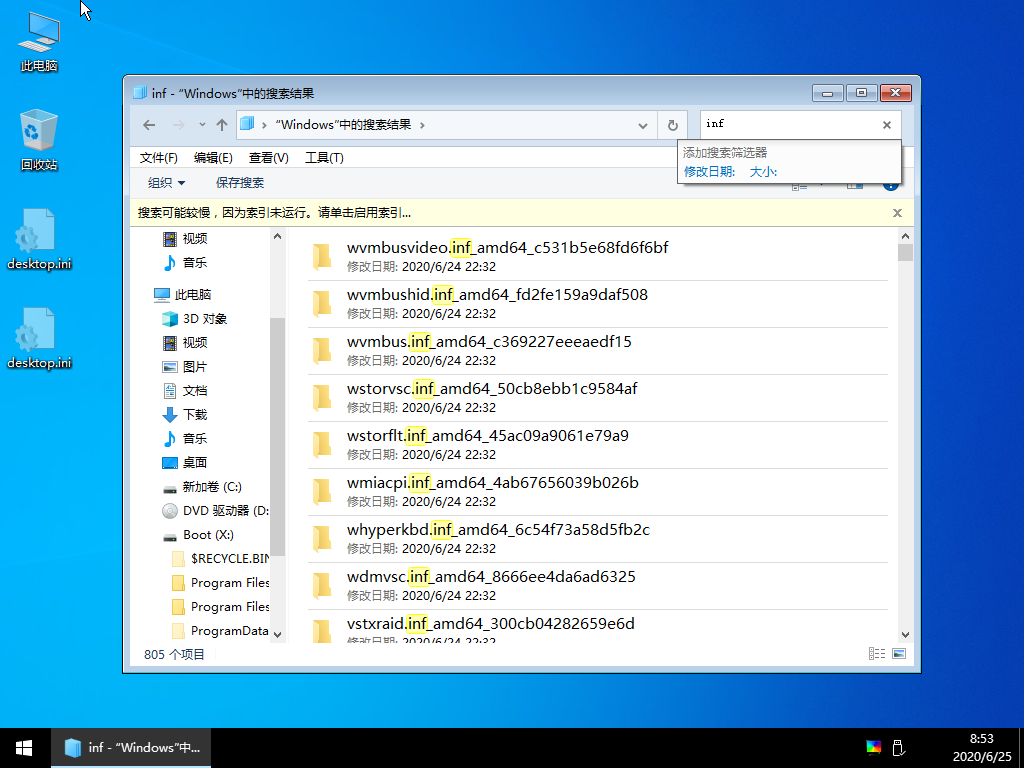 此电脑
回收站
desktop.ini
desktop.ini
inf - “Windows”中的搜索结果
“Windows”中的搜索结果
inf
添加搜索筛选器
修改日期: 大小:
文件(F) 编辑(E) 查看(V) 工具(T)
组织 保存搜索
搜索可能较慢，因为索引未运行。请单击启用索引...
视频
音乐
此电脑
3D 对象
视频
图片
文档
下载
音乐
桌面
新加卷 (C:)
DVD 驱动器 (D:
Boot (X:)
$RECYCLE.BIN
Program Files
Program Files
ProgramData
wvmbusvideo.inf_amd64_c531b5e68fd6f6bf
修改日期: 2020/6/24 22:32
wvmbushid.inf_amd64_fd2fe159a9daf508
修改日期: 2020/6/24 22:32
wvmbus.inf_amd64_c369227eeeaedf15
修改日期: 2020/6/24 22:32
wstorvsc.inf_amd64_50cb8ebb1c9584af
修改日期: 2020/6/24 22:32
wstorflt.inf_amd64_45ac09a9061e79a9
修改日期: 2020/6/24 22:32
wmiacpi.inf_amd64_4ab67656039b026b
修改日期: 2020/6/24 22:32
whyperkbd.inf_amd64_6c54f73a58d5fb2c
修改日期: 2020/6/24 22:32
wdmvsc.inf_amd64_8666ee4da6ad6325
修改日期: 2020/6/24 22:32
vstxraid.inf_amd64_300cb04282659e6d
修改日期: 2020/6/24 22:32
805 个项目
inf - “Windows”中...
8:53
2020/6/25